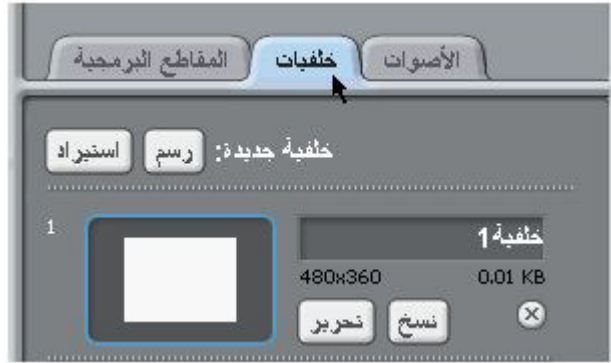 الأصوات خلفيات المقاطع البرمجية
خلفية جديدة: رسم استيراد
1 خلفية1
480x360 0.01 KB
نسخ تحرير